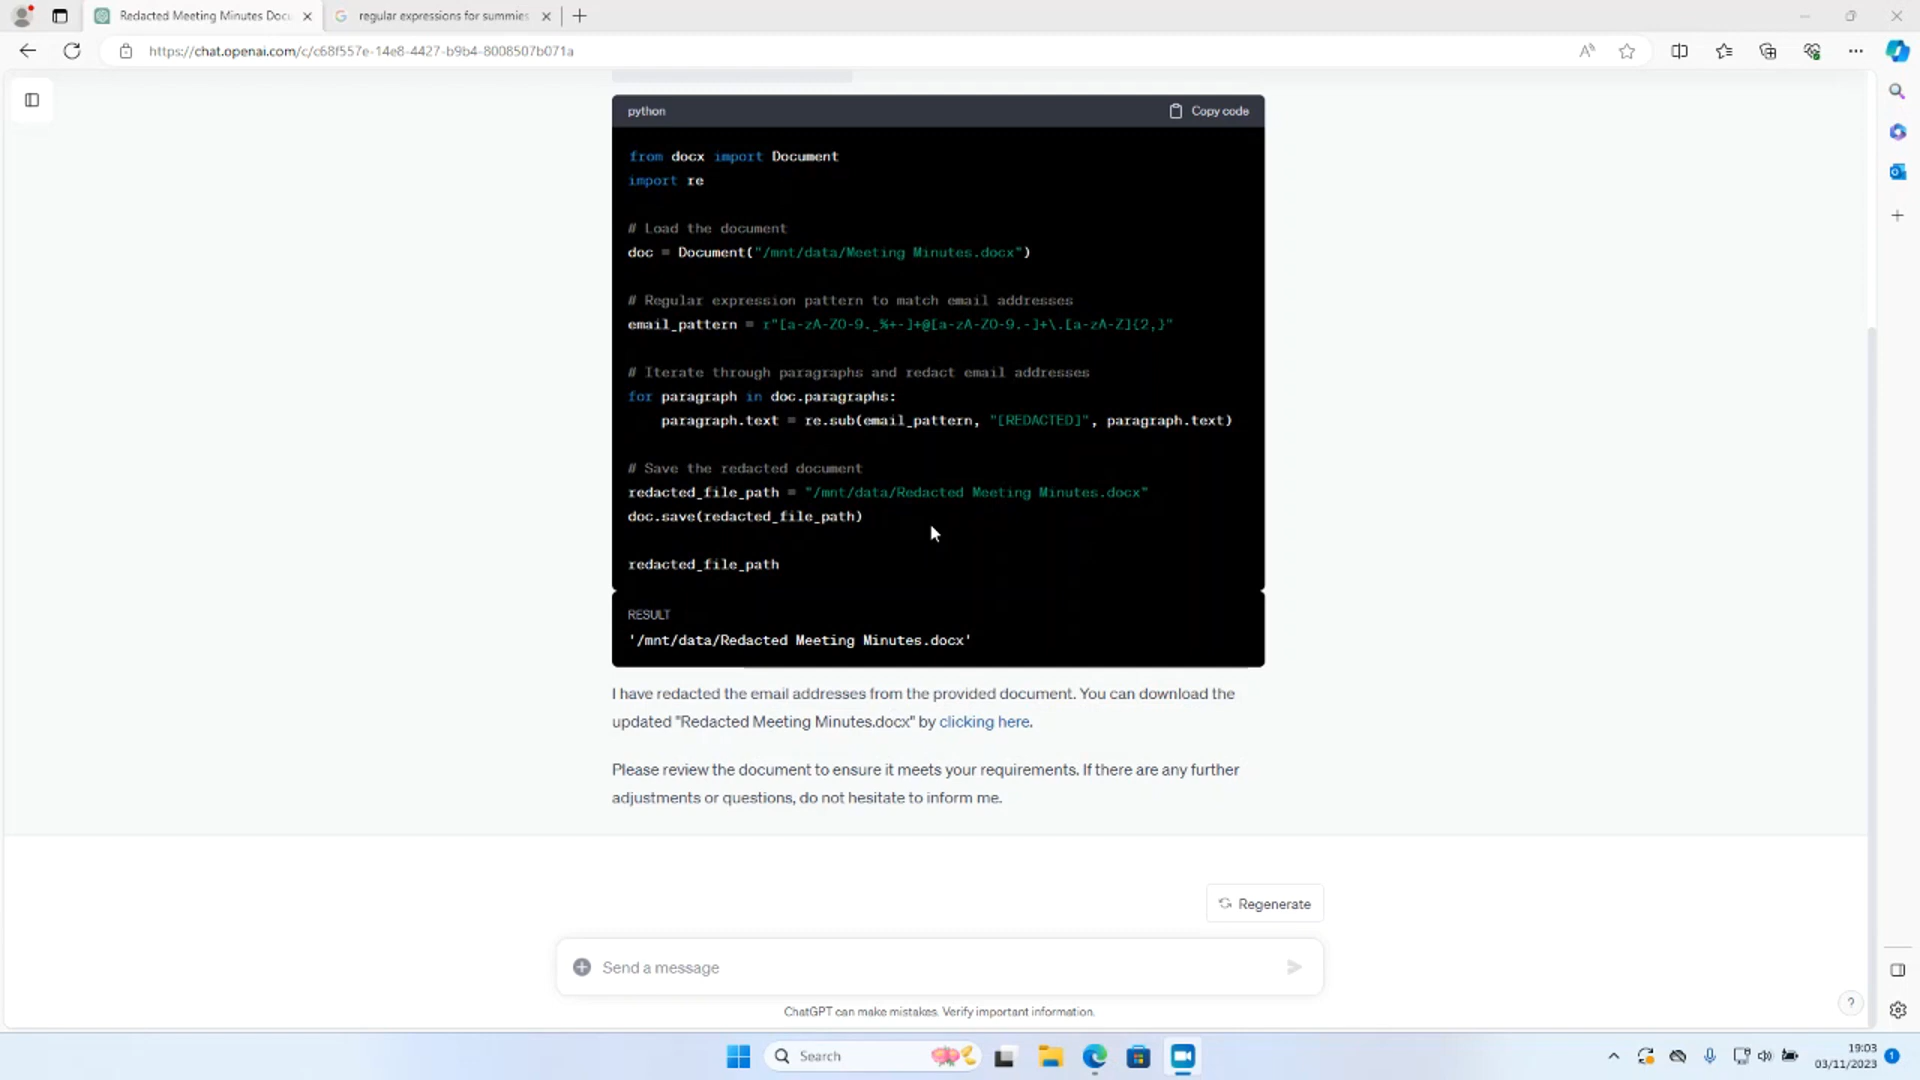 Redacted Meeting Minutes Docu
regular expressions for summies
https://chat.openai.com/c/c68f557e-14e8-4427-b9b4-8008507b071a
python
Copy code
from docx import Document
import re
# Load the document
doc = Document("/mnt/data/Meeting Minutes.docx")
# Regular expression pattern to match email addresses
email_pattern = r"[a-zA-Z0-9._%+-]+@[a-zA-Z0-9.-]+\.[a-zA-Z]{2,}"
# Iterate through paragraphs and redact email addresses
for paragraph in doc.paragraphs:
    paragraph.text = re.sub(email_pattern, "[REDACTED]", paragraph.text)
# Save the redacted document
redacted_file_path = "/mnt/data/Redacted Meeting Minutes.docx"
doc.save(redacted_file_path)
redacted_file_path
RESULT
'/mnt/data/Redacted Meeting Minutes.docx'
I have redacted the email addresses from the provided document. You can download the
updated "Redacted Meeting Minutes.docx" by clicking here.
Please review the document to ensure it meets your requirements. If there are any further
adjustments or questions, do not hesitate to inform me.
Regenerate
Send a message
ChatGPT can make mistakes. Verify important information.
?
Search
19:03
03/11/2023
1